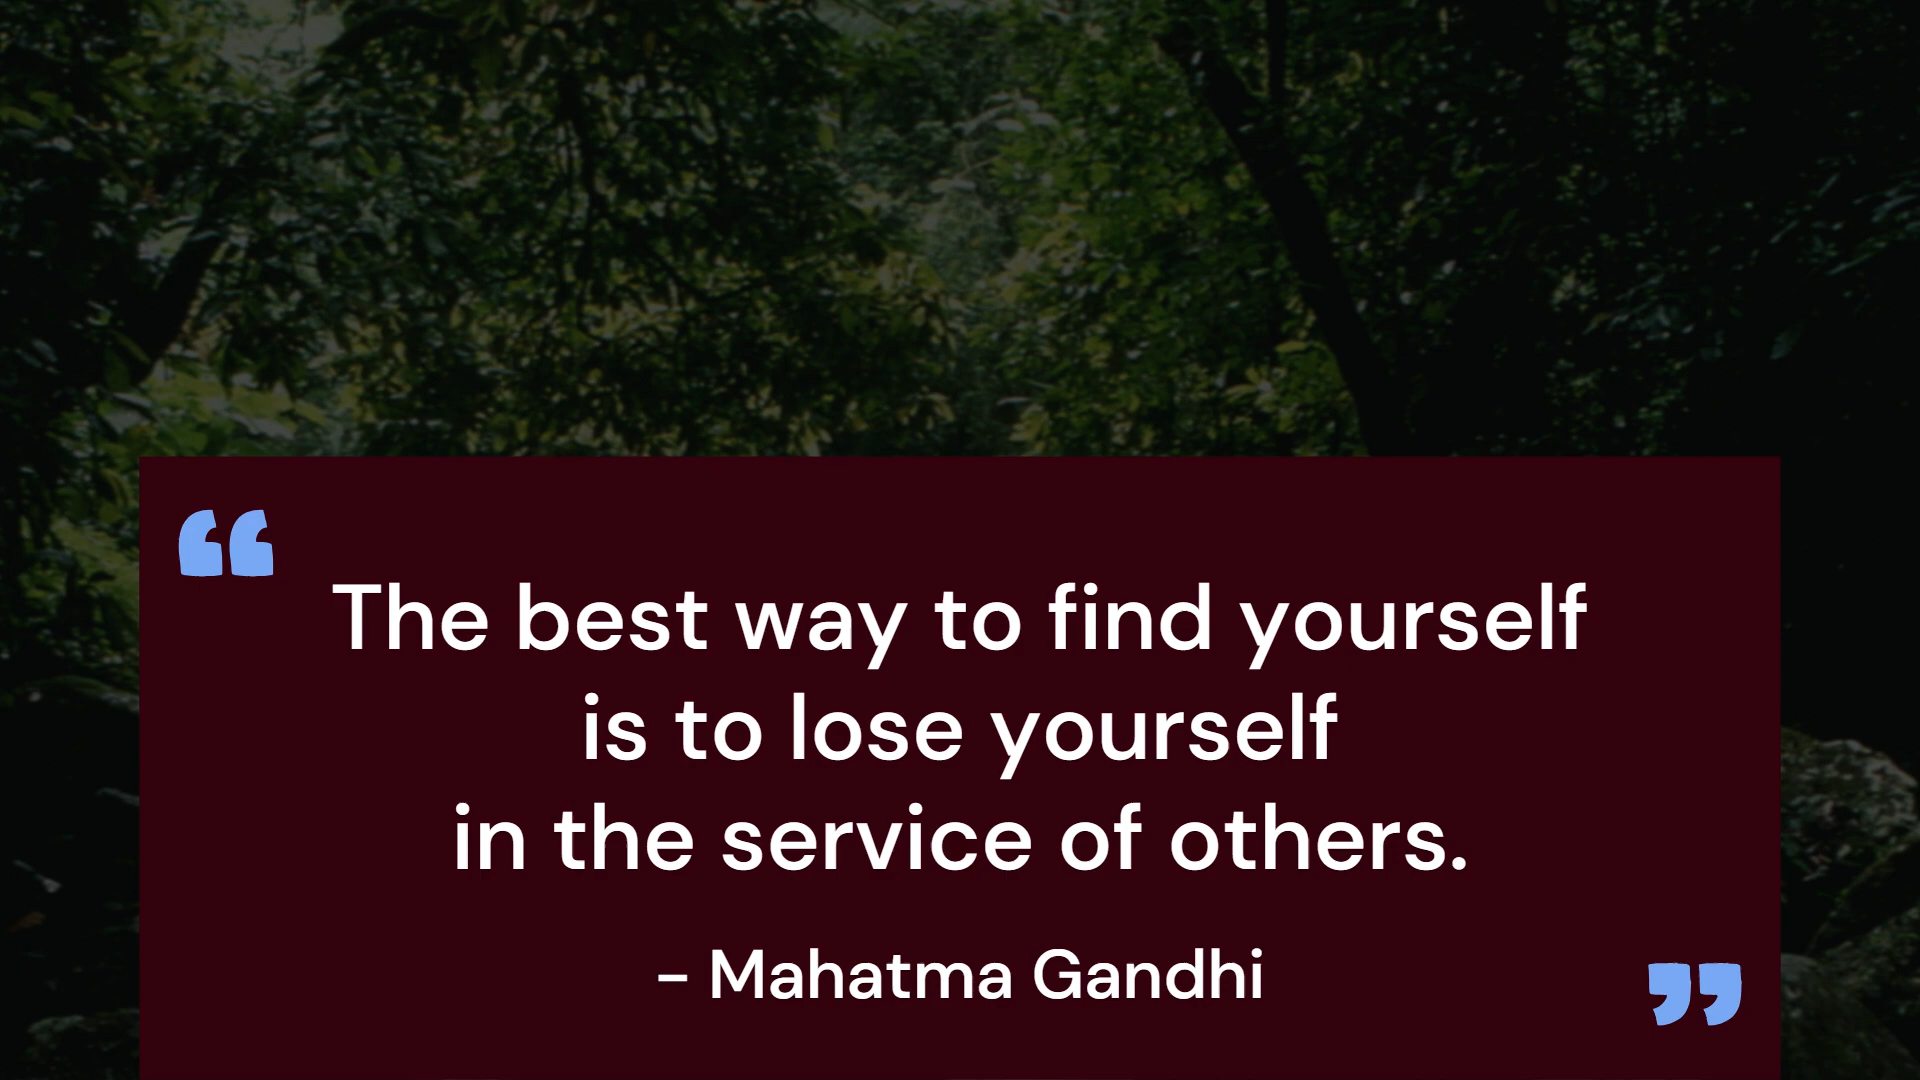 “
The best way to find yourself
is to lose yourself
in the service of others.
– Mahatma Gandhi
”